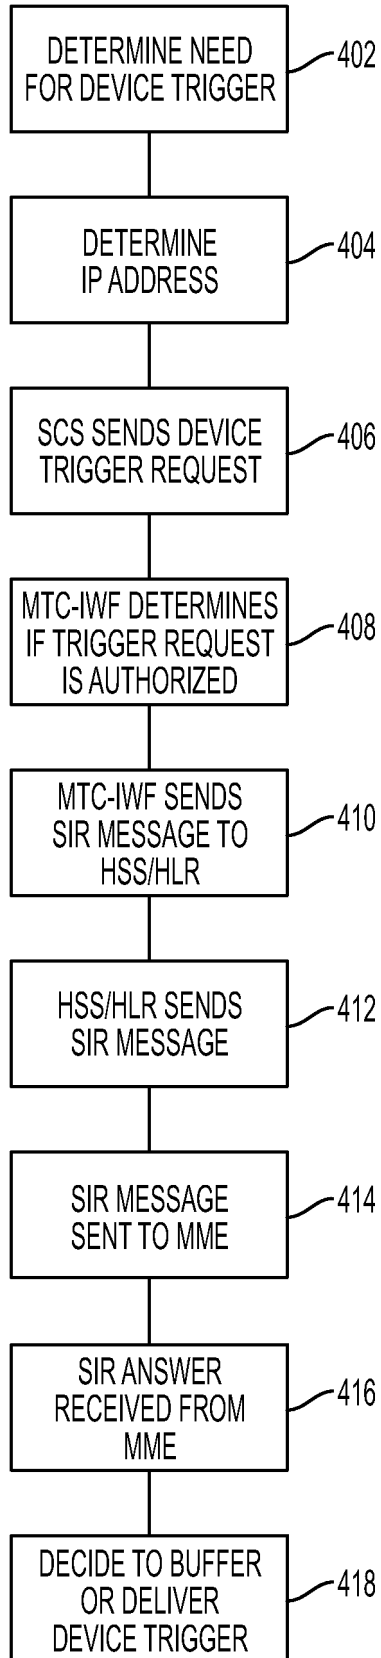 DETERMINE NEED
FOR DEVICE TRIGGER
402
DETERMINE
IP ADDRESS
404
SCS SENDS DEVICE
TRIGGER REQUEST
406
MTC-IWF DETERMINES
IF TRIGGER REQUEST
IS AUTHORIZED
408
MTC-IWF SENDS
SIR MESSAGE TO
HSS/HLR
410
HSS/HLR SENDS
SIR MESSAGE
412
SIR MESSAGE
SENT TO MME
414
SIR ANSWER
RECEIVED FROM
MME
416
DECIDE TO BUFFER
OR DELIVER
DEVICE TRIGGER
418